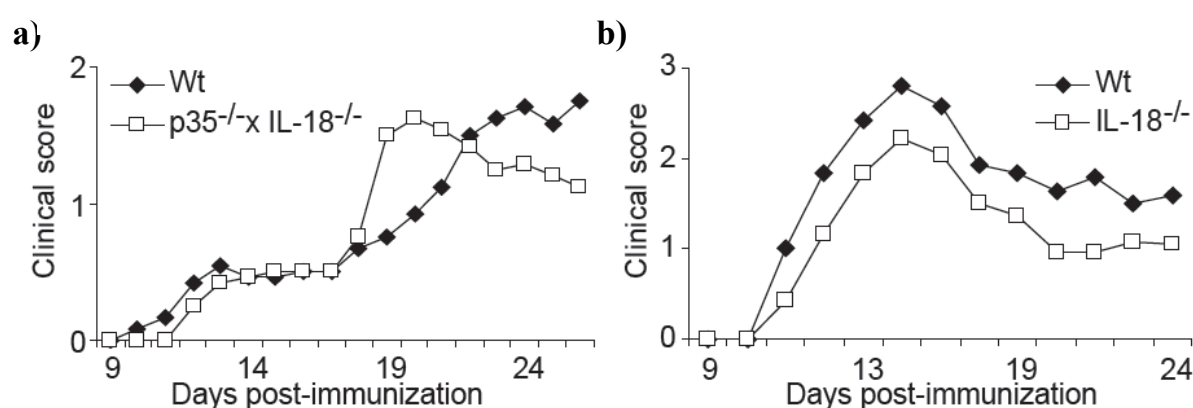 a)
2
1
0
Clinical score
Wt
p35-/-x IL-18-/-
9 14 19 24
Days post-immunization
b)
3
2
1
0
Clinical score
Wt
IL-18-/-
9 13 19 24
Days post-immunization